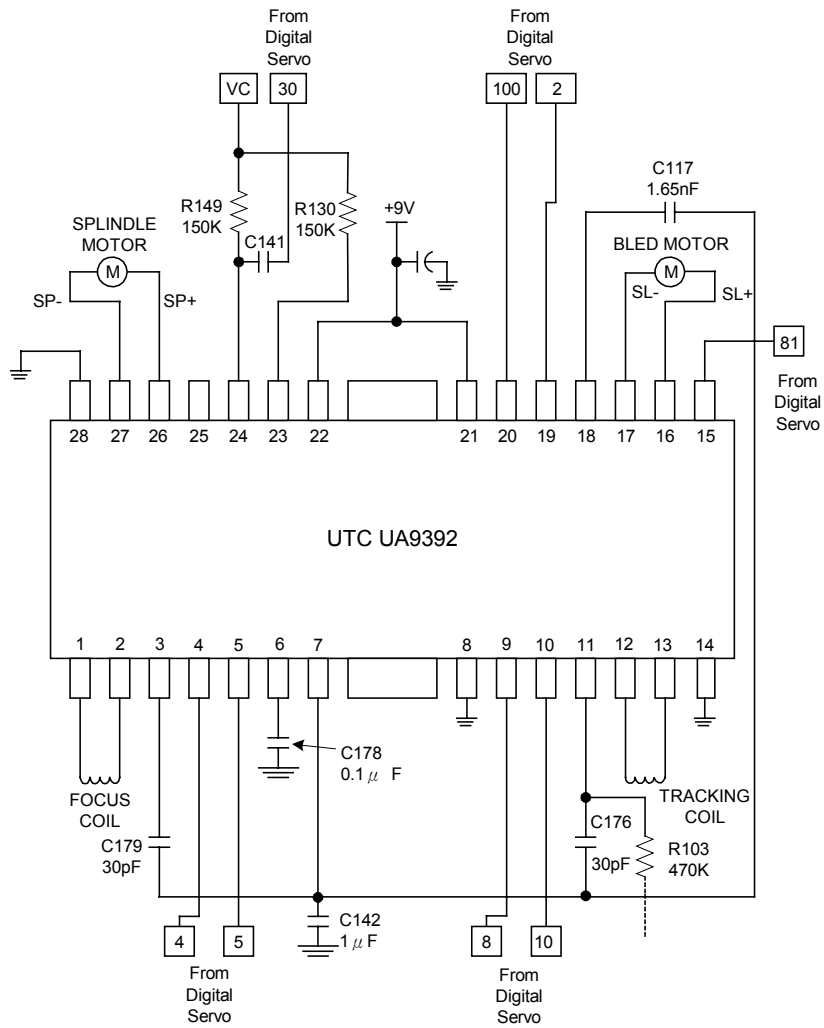 From
Digital
Servo
From
Digital
Servo
VC
30
100
2
C117
1.65nF
R149
150K
R130
150K
+9V
C141
SPLINDLE
MOTOR
M
SP-
SP+
BLED MOTOR
M
SL-
SL+
81
From
Digital
Servo
28 27 26 25 24 23 22 21 20 19 18 17 16 15
UTC UA9392
1 2 3 4 5 6 7 8 9 10 11 12 13 14
C178
0.1μ F
FOCUS
COIL
TRACKING
COIL
C179
30pF
C176
30pF
R103
470K
C142
1μF
4
5
8
10
From
Digital
Servo
From
Digital
Servo